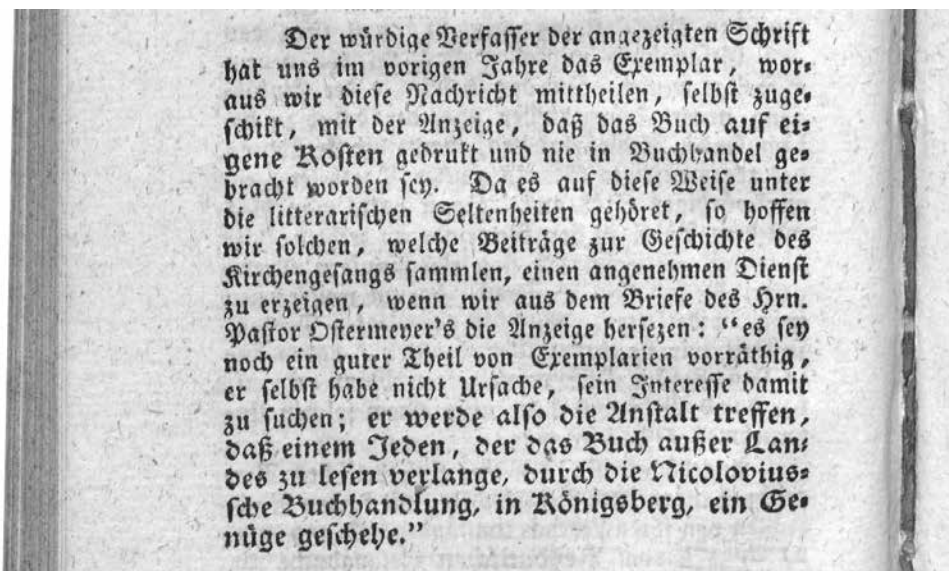 Der würdige Verfasser der angezeigten Schrift
hat uns im vorigen Jahre das Exemplar, wor⸗
aus wir diese Nachricht mittheilen, selbst zuge⸗
schikt, mit der Anzeige, daß das Buch auf ei⸗
gene Kosten gedrukt und nie in Buchhandel ge⸗
bracht worden sey. Da es auf diese Weise unter
die litterarischen Seltenheiten gehöret, so hoffen
wir solchen, welche Beiträge zur Geschichte des
Kirchengesangs sammlen, einen angenehmen Dienst
zu erzeigen, wenn wir aus dem Briefe des Hrn.
Pastor Ostermeyer's die Anzeige hersezen: “es sey
noch ein guter Theil von Exemplarien vorräthig,
er selbst habe nicht Ursache, sein Interesse damit
zu suchen; er werde also die Anstalt treffen,
daß einem Jeden, der das Buch außer Lan⸗
des zu lesen verlange, durch die Nicolovius⸗
sche Buchhandlung, in Königsberg, ein Ge⸗
nüge geschehe.”